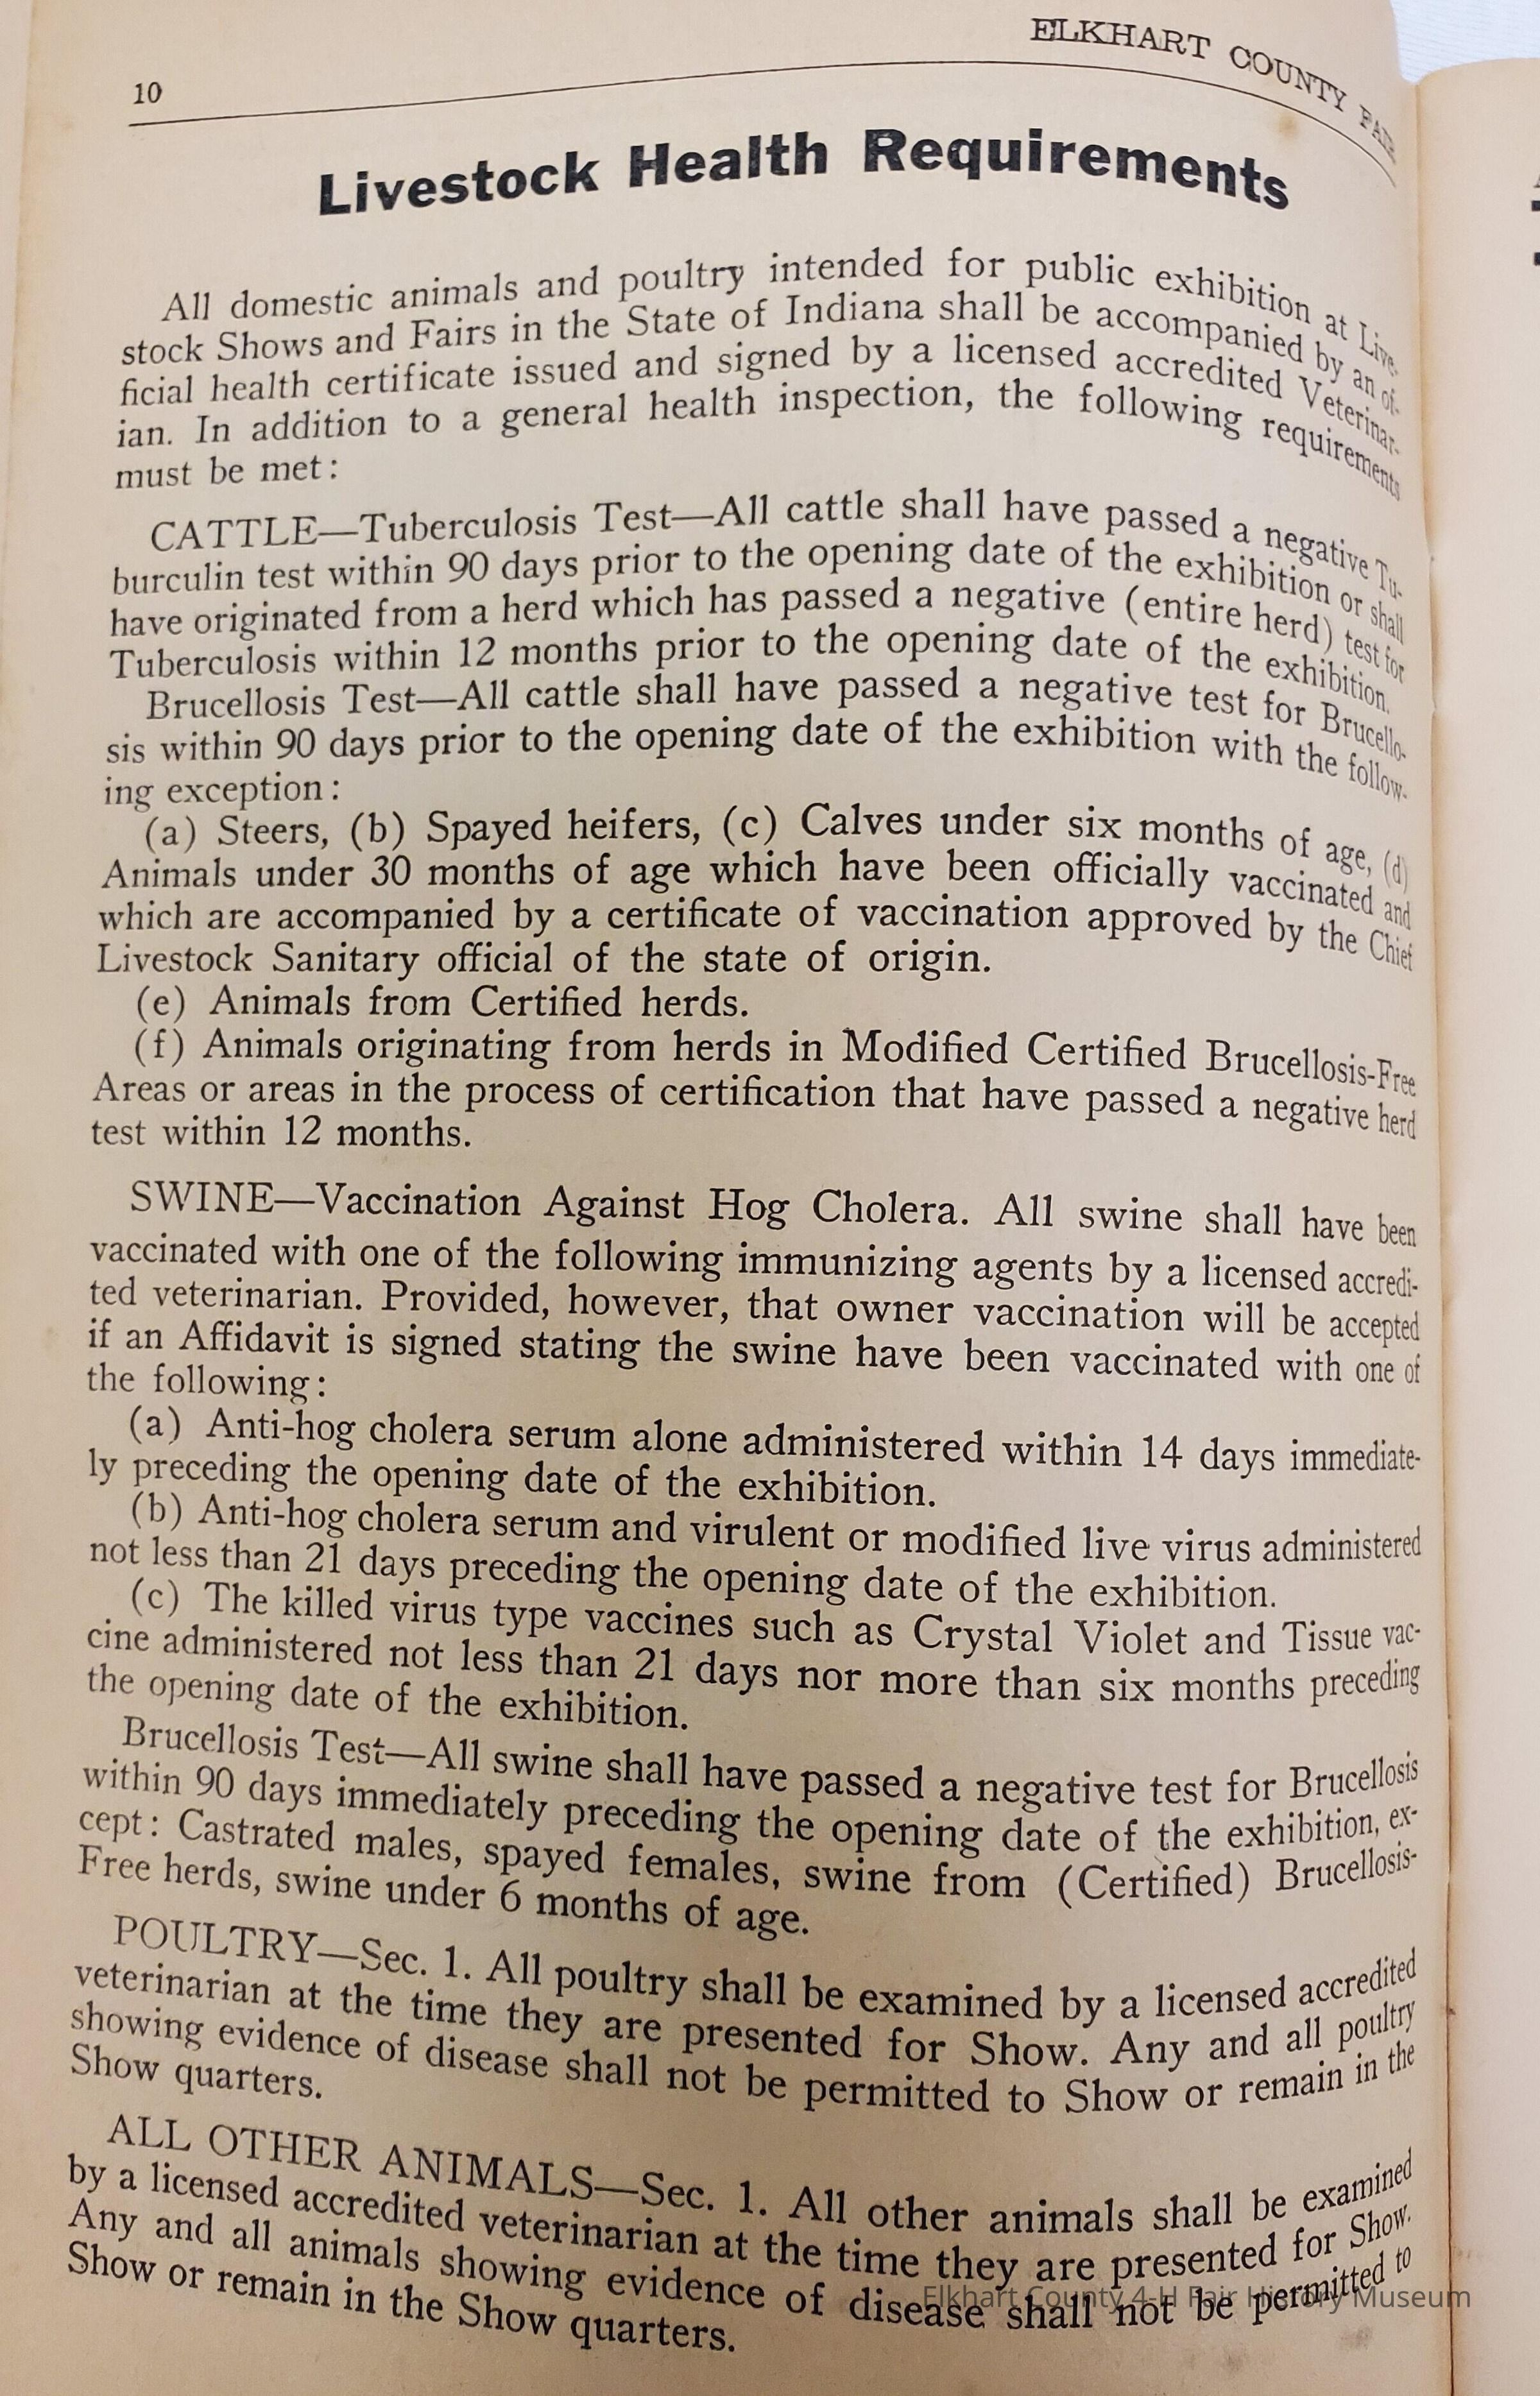 10
ELKHART COUNTY FAIR
Livestock Health Requirements
All domestic animals and poultry intended for public exhibition at Live-
stock Shows and Fairs in the State of Indiana shall be accompanied by an of-
ficial health certificate issued and signed by a licensed accredited Veterinar-
ian. In addition to a general health inspection, the following requirements
must be met:
CATTLE—Tuberculosis Test—All cattle shall have passed a negative Tu-
burculin test within 90 days prior to the opening date of the exhibition or shall
have originated from a herd which has passed a negative (entire herd) test for
Tuberculosis within 12 months prior to the opening date of the exhibition.
Brucellosis Test—All cattle shall have passed a negative test for Brucello-
sis within 90 days prior to the opening date of the exhibition with the follow-
ing exception:
(a) Steers, (b) Spayed heifers, (c) Calves under six months of age, (d)
Animals under 30 months of age which have been officially vaccinated and
which are accompanied by a certificate of vaccination approved by the Chief
Livestock Sanitary official of the state of origin.
(e) Animals from Certified herds.
(f) Animals originating from herds in Modified Certified Brucellosis-Free
Areas or areas in the process of certification that have passed a negative herd
test within 12 months.
SWINE—Vaccination Against Hog Cholera. All swine shall have been
vaccinated with one of the following immunizing agents by a licensed accredi-
ted veterinarian. Provided, however, that owner vaccination will be accepted
if an Affidavit is signed stating the swine have been vaccinated with one of
the following:
(a) Anti-hog cholera serum alone administered within 14 days immediate-
ly preceding the opening date of the exhibition.
(b) Anti-hog cholera serum and virulent or modified live virus administered
not less than 21 days preceding the opening date of the exhibition.
(c) The killed virus type vaccines such as Crystal Violet and Tissue vac-
cine administered not less than 21 days nor more than six months preceding
the opening date of the exhibition.
Brucellosis Test—All swine shall have passed a negative test for Brucellosis
within 90 days immediately preceding the opening date of the exhibition, ex-
cept: Castrated males, spayed females, swine from (Certified) Brucellosis-
Free herds, swine under 6 months of age.
POULTRY—Sec. 1. All poultry shall be examined by a licensed accredited
veterinarian at the time they are presented for Show. Any and all poultry
showing evidence of disease shall not be permitted to Show or remain in the
Show quarters.
ALL OTHER ANIMALS—Sec. 1. All other animals shall be examined
by a licensed accredited veterinarian at the time they are presented for Show.
Any and all animals showing evidence of disease shall not be permitted to
Show or remain in the Show quarters.
Elkhart County 4-H Fair History Museum